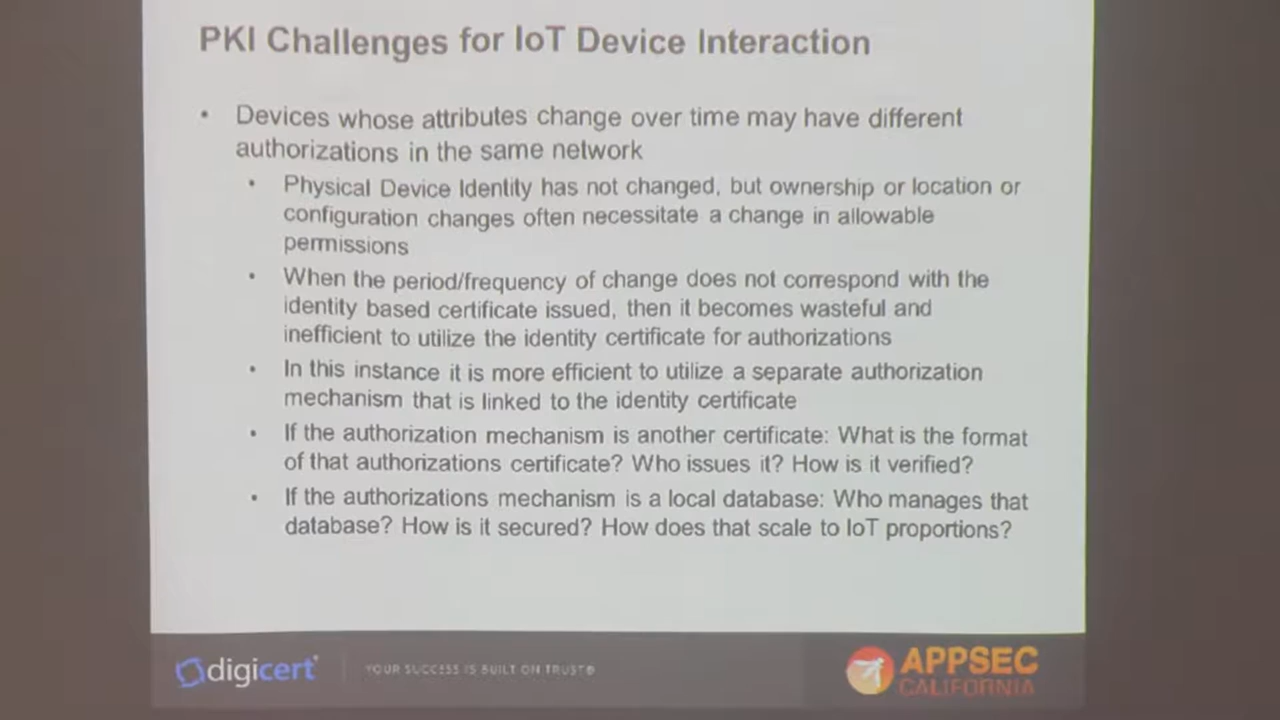 PKI Challenges for IoT Device Interaction
• Devices whose attributes change over time may have different
authorizations in the same network
• Physical Device Identity has not changed, but ownership or location or
configuration changes often necessitate a change in allowable
permissions
• When the period/frequency of change does not correspond with the
identity based certificate issued, then it becomes wasteful and
inefficient to utilize the identity certificate for authorizations
• In this instance it is more efficient to utilize a separate authorization
mechanism that is linked to the identity certificate
• If the authorization mechanism is another certificate: What is the format
of that authorizations certificate? Who issues it? How is it verified?
• If the authorizations mechanism is a local database: Who manages that
database? How is it secured? How does that scale to IoT proportions?
digicert
YOUR SUCCESS IS BUILT ON TRUST®
APPSEC
CALIFORNIA